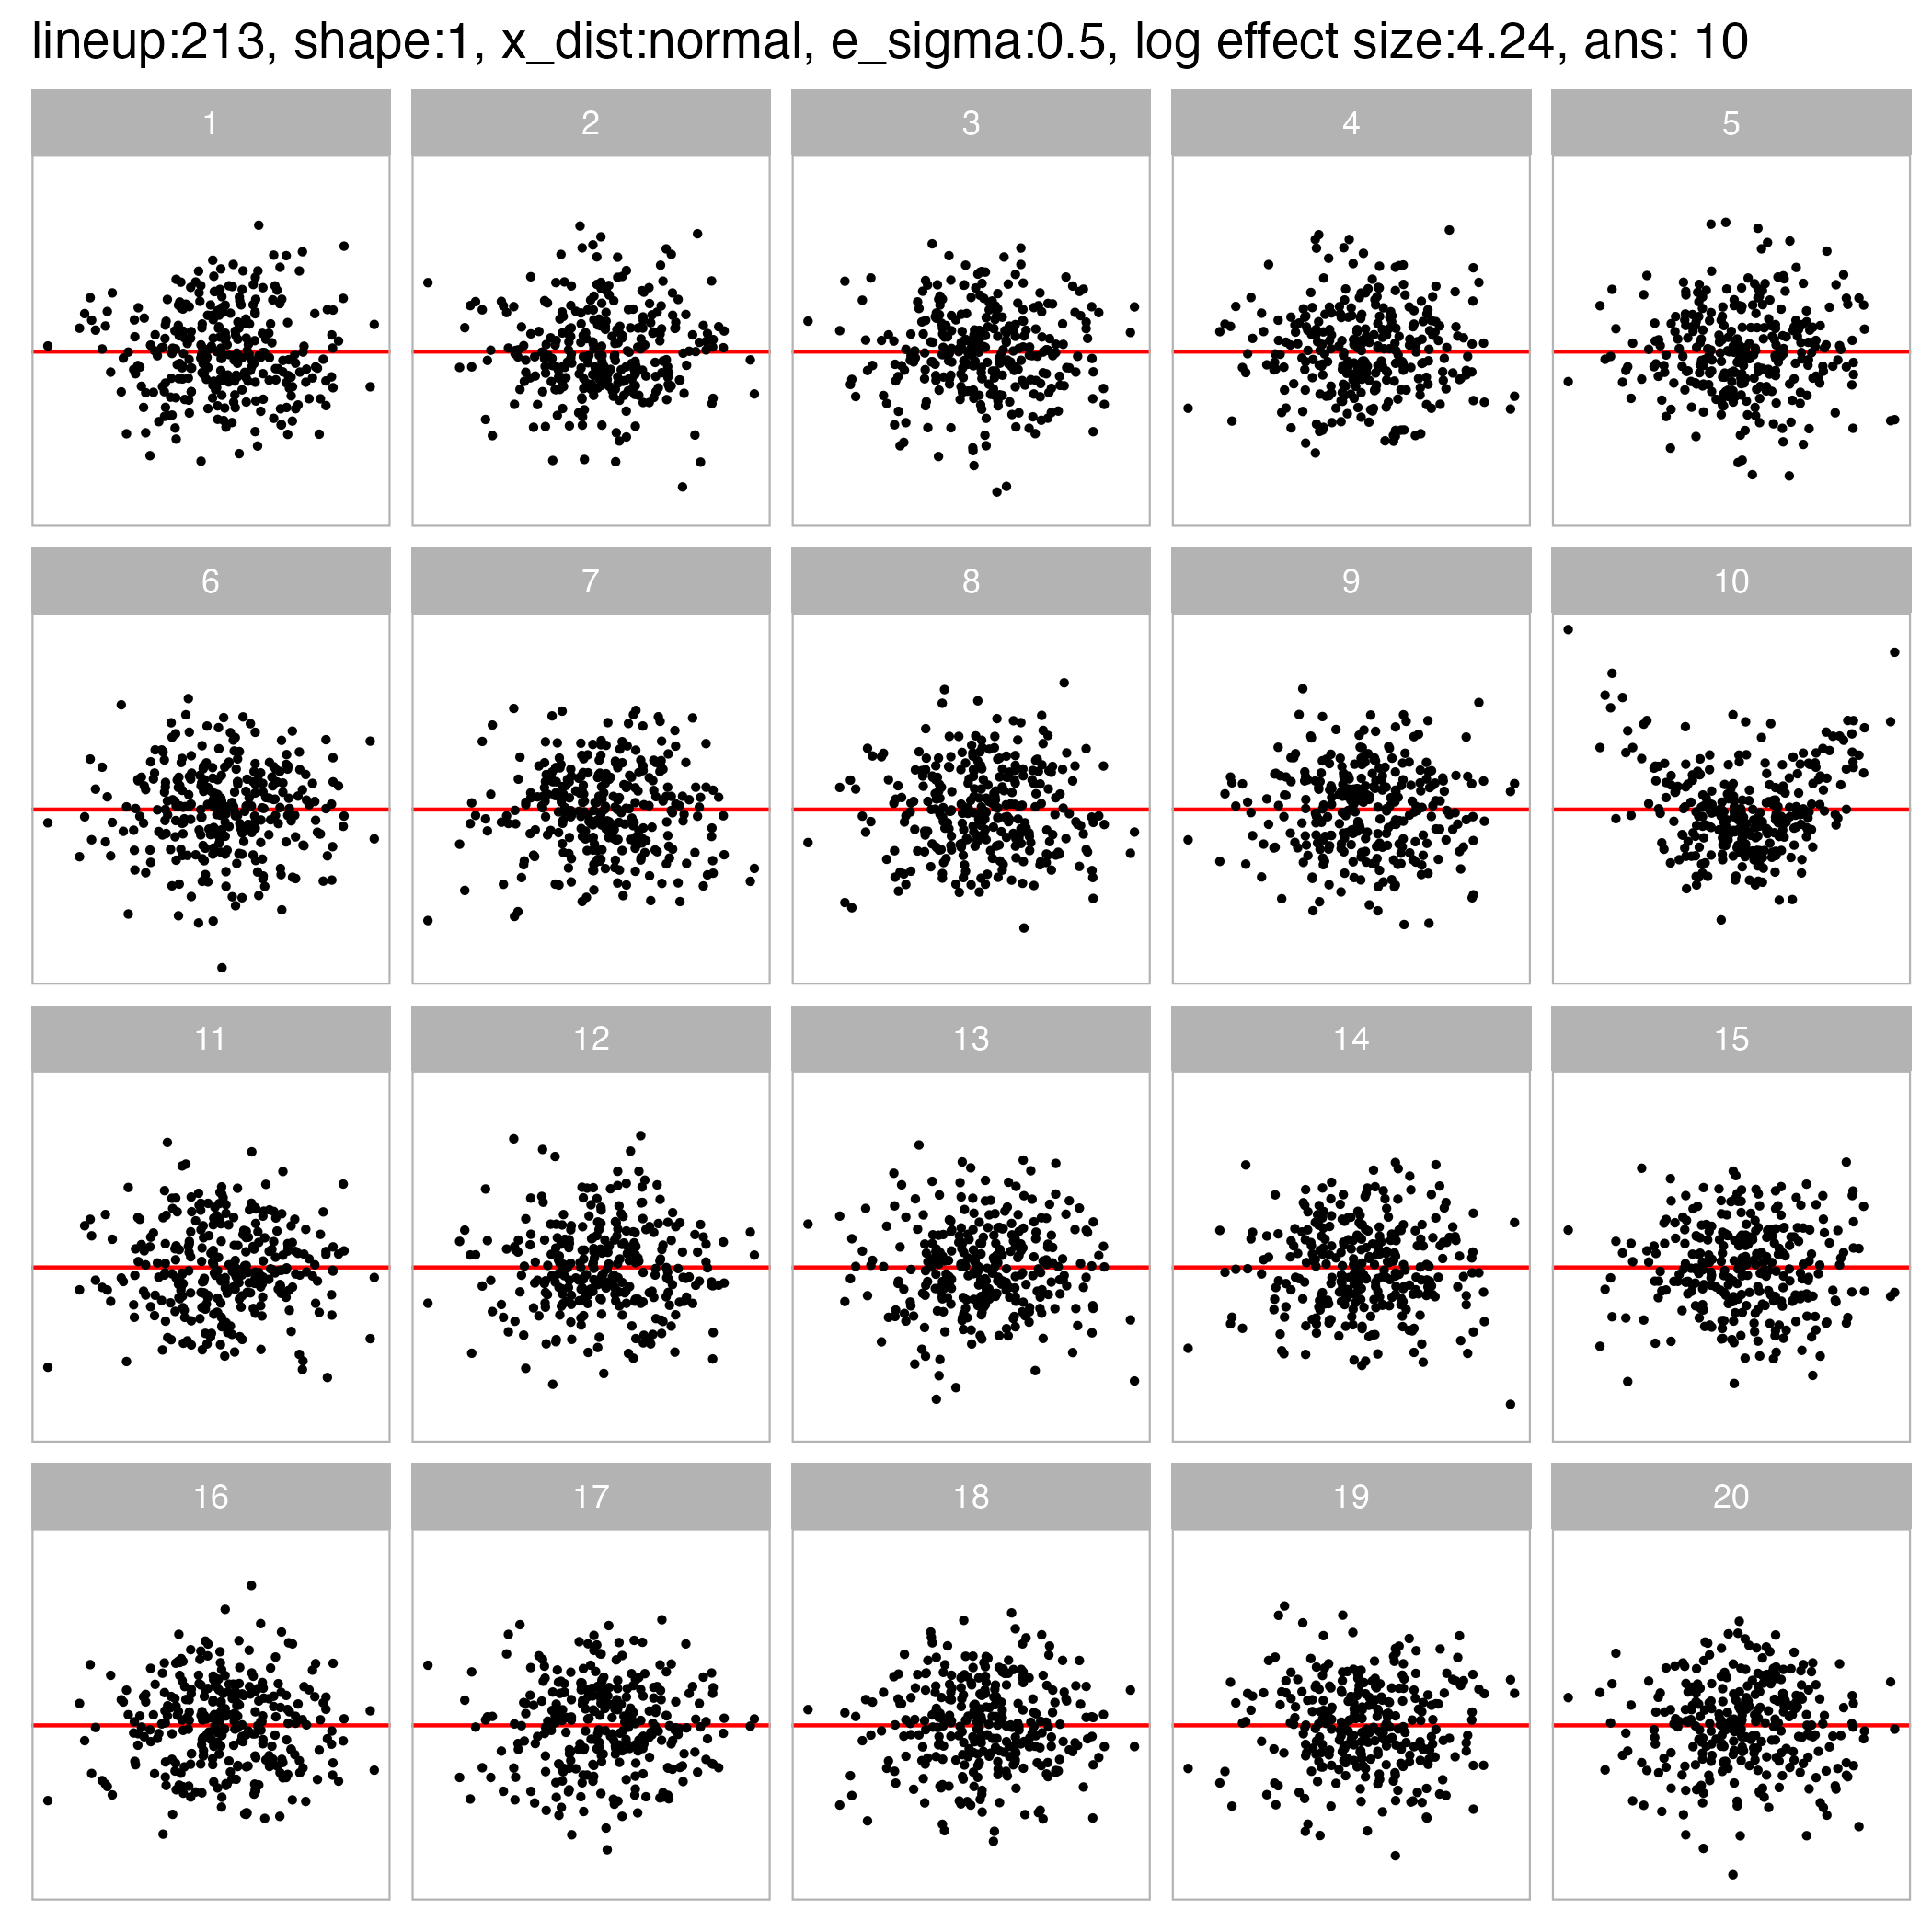 lineup:213, shape:1, x_dist:normal, e_sigma:0.5, log effect size:4.24, ans: 10
1 2 3 4 5
6 7 8 9 10
11 12 13 14 15
16 17 18 19 20